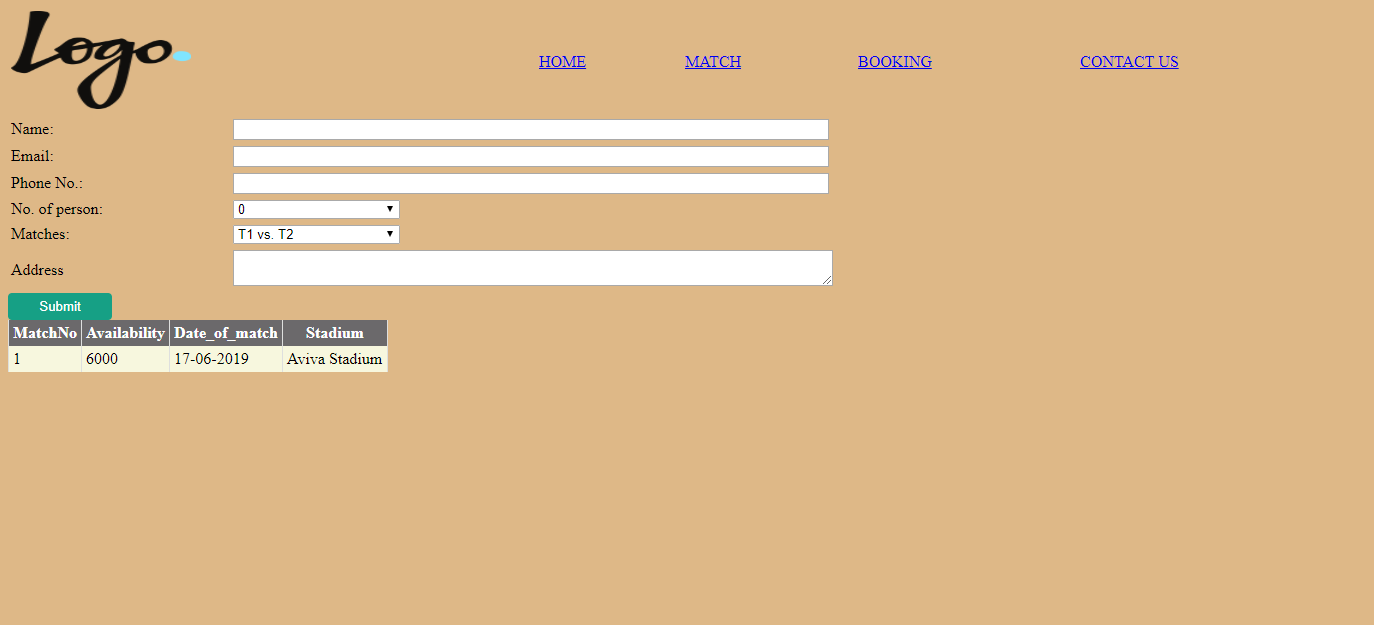 Logo.
HOME MATCH BOOKING CONTACT US
Name:
Email:
Phone No.:
No. of person: 0
Matches: T1 vs. T2
Address
Submit
MatchNo Availability Date_of_match Stadium
1 6000 17-06-2019 Aviva Stadium